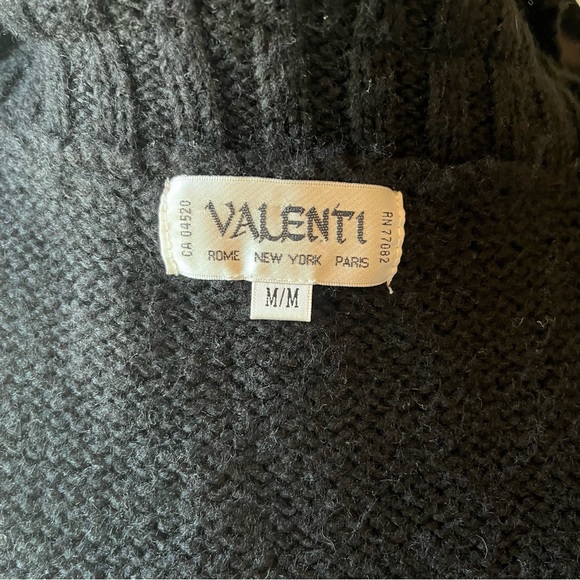 VALENTI
ROME NEW YORK PARIS
CA 04520
RN 77082
M/M